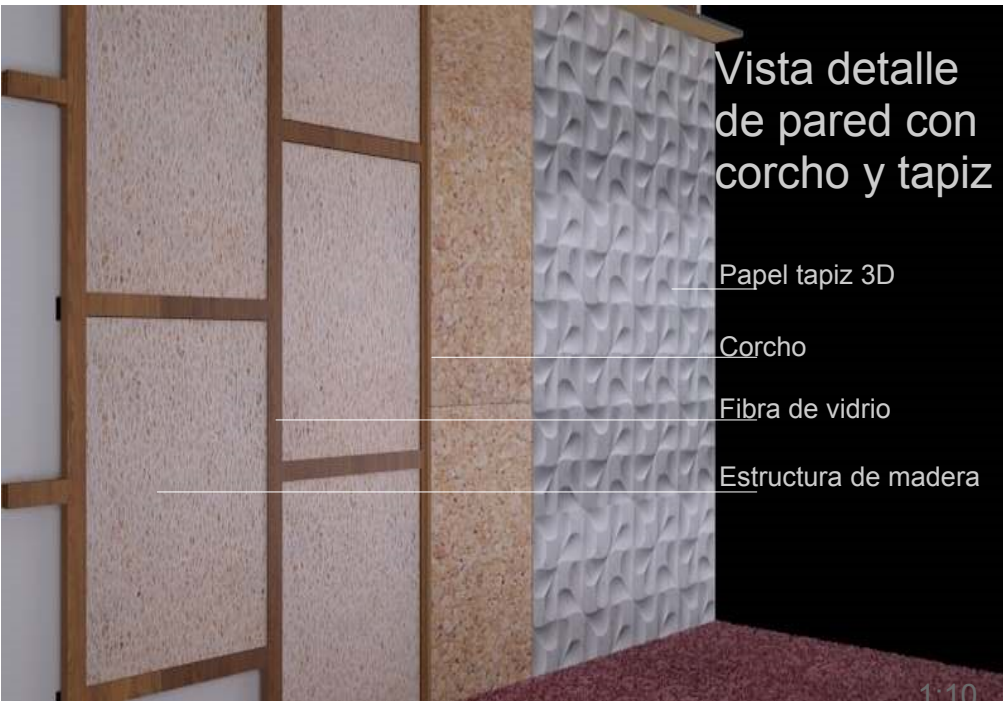 Vista detalle
de pared con
corcho y tapiz
Papel tapiz 3D
Corcho
Fibra de vidrio
Estructura de madera
1:10